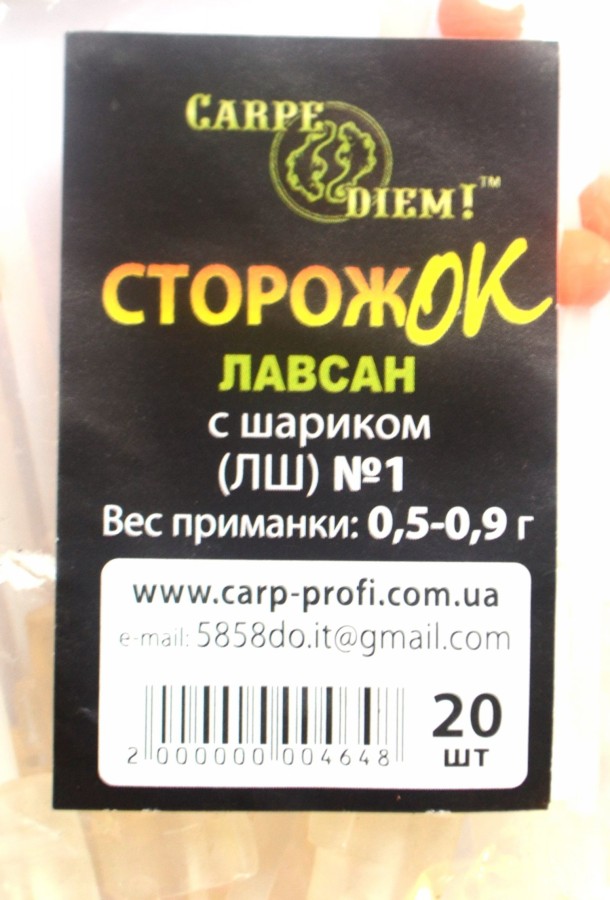 CARPE
DIEM!™
СТОРОЖОК
ЛАВСАН
с шариком
(ЛШ) №1
Вес приманки: 0,5-0,9 г
www.carp-profi.com.ua
e-mail: 5858do.it@gmail.com
20
шт
2 000000 004648